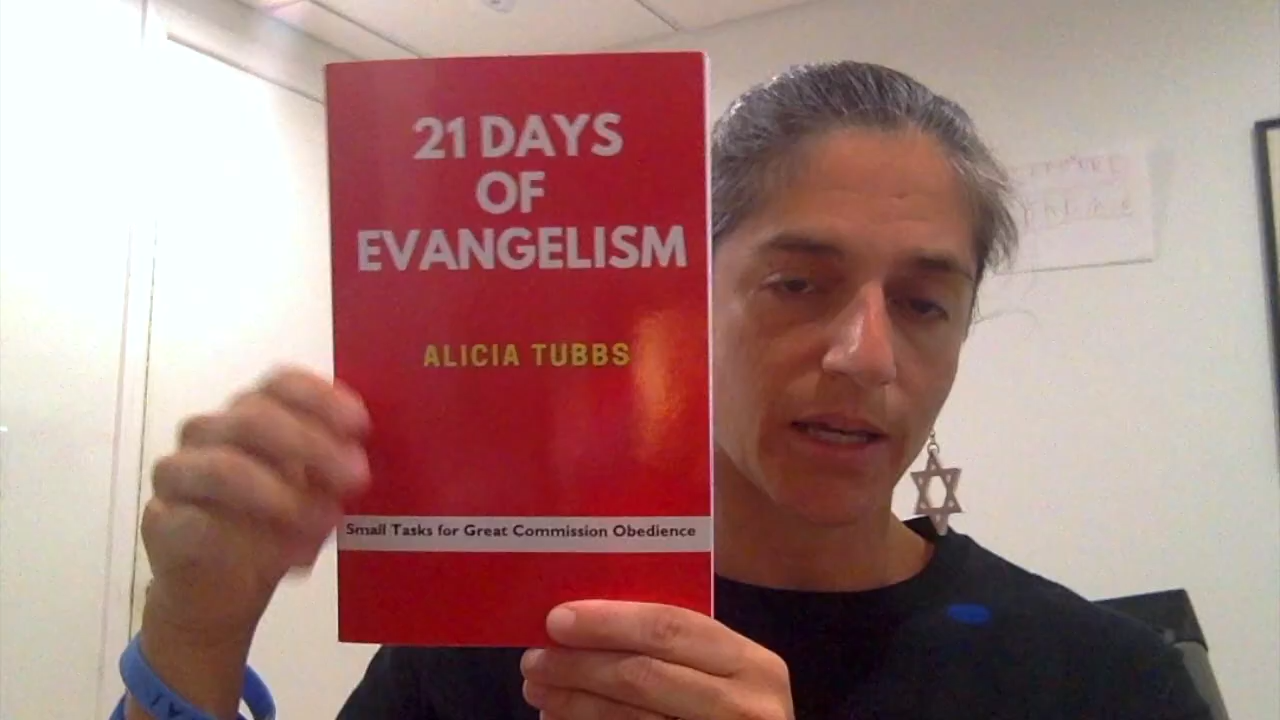 21 DAYS
OF
EVANGELISM
ALICIA TUBBS
Small Tasks for Great Commission Obedience